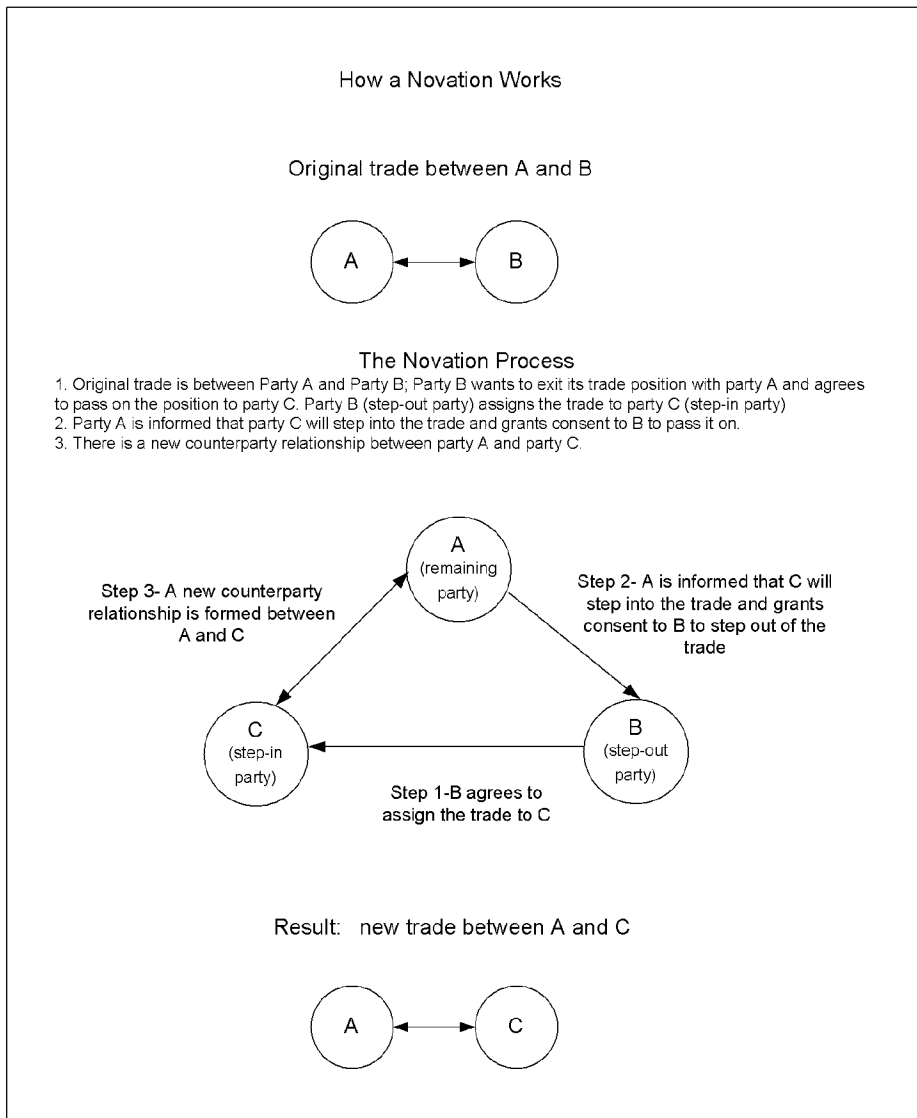 How a Novation Works
Original trade between A and B
A
B
The Novation Process
1. Original trade is between Party A and Party B; Party B wants to exit its trade position with party A and agrees
to pass on the position to party C. Party B (step-out party) assigns the trade to party C (step-in party)
2. Party A is informed that party C will step into the trade and grants consent to B to pass it on.
3. There is a new counterparty relationship between party A and party C.
A
(remaining
party)
Step 3- A new counterparty
relationship is formed between
A and C
Step 2- A is informed that C will
step into the trade and grants
consent to B to step out of the
trade
C
(step-in
party)
B
(step-out
party)
Step 1-B agrees to
assign the trade to C
Result: new trade between A and C
A
C